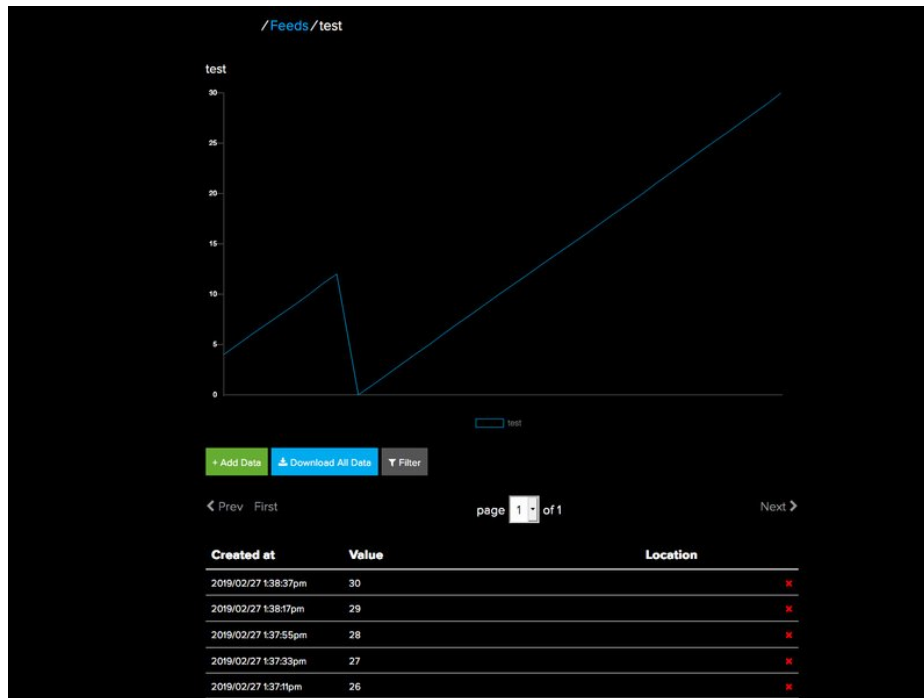 /Feeds/test
test
30
25
20
15
10
5
0
test
+ Add Data Download All Data Filter
Prev First page 1 of 1 Next
Created at Value Location
2019/02/27 1:38:37pm 30
2019/02/27 1:38:17pm 29
2019/02/27 1:37:55pm 28
2019/02/27 1:37:33pm 27
2019/02/27 1:37:11pm 26